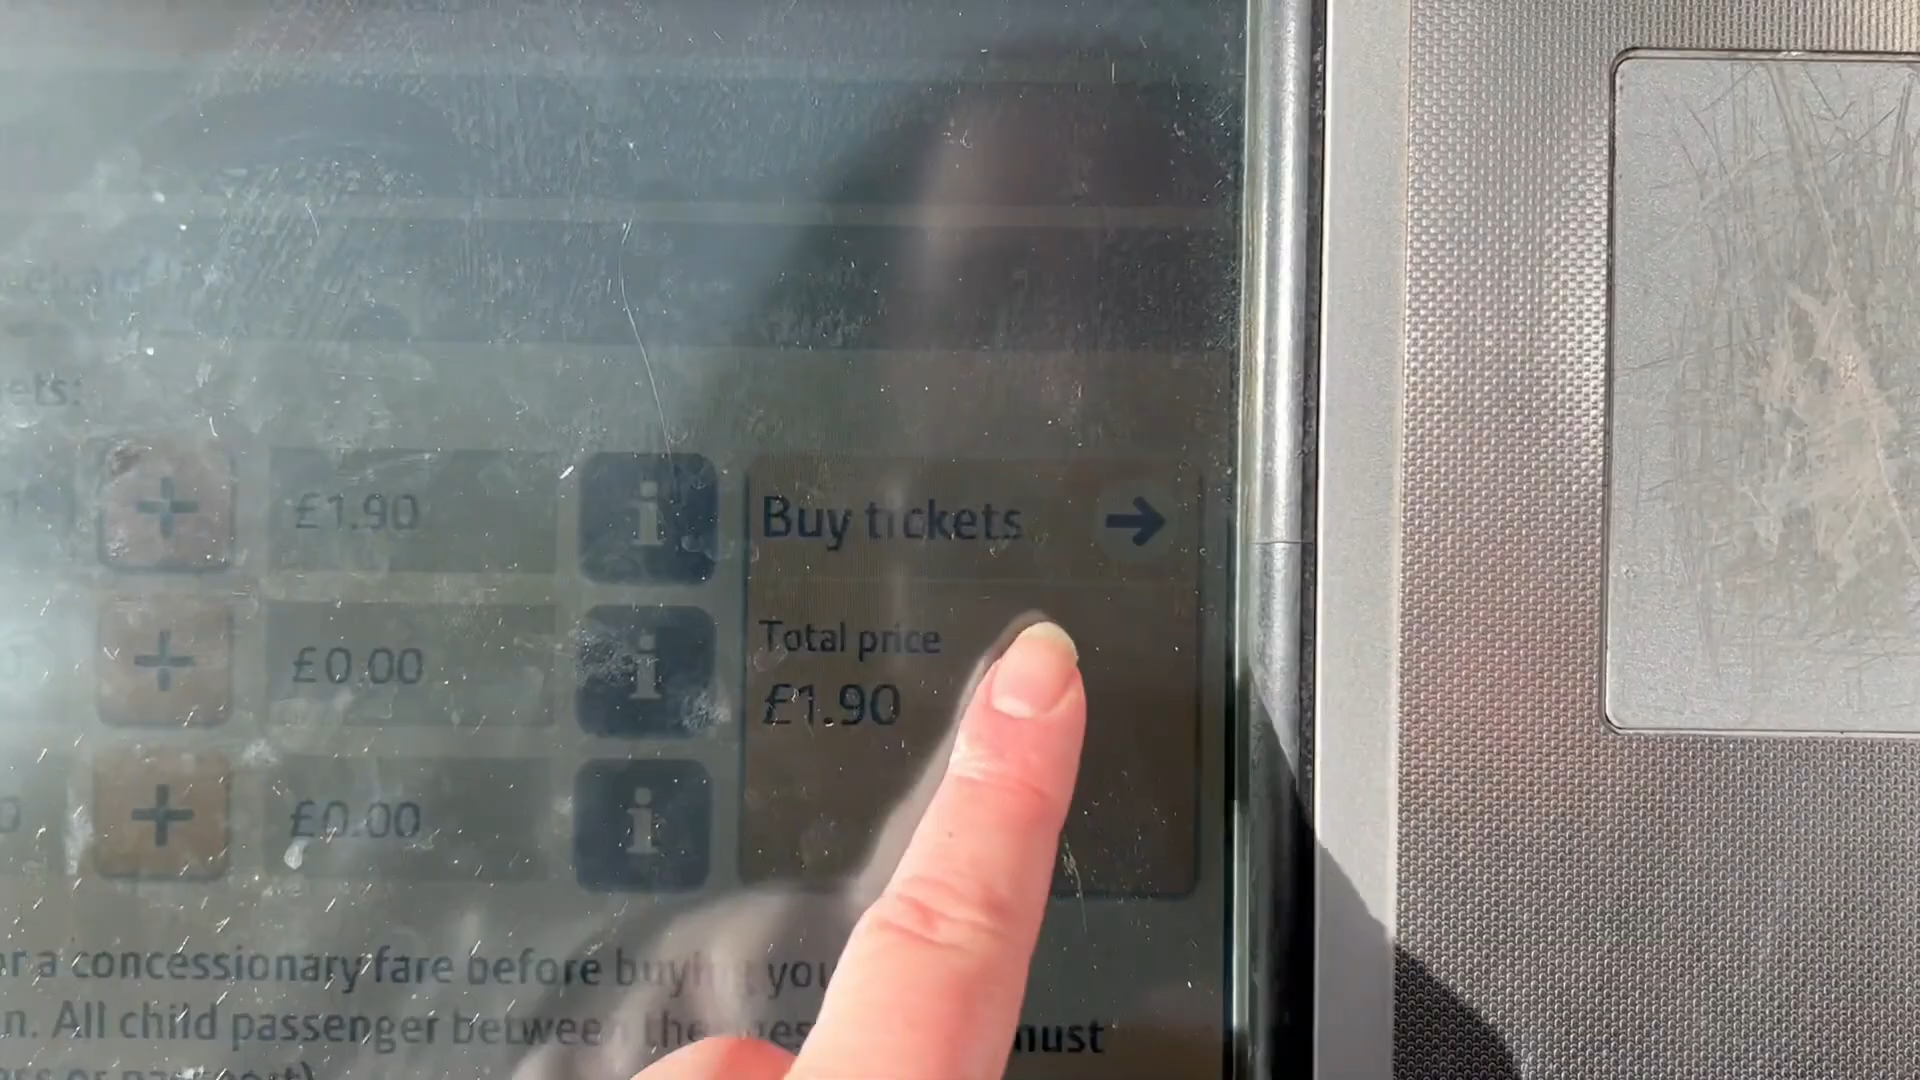 ets:
+ £1.90 i Buy tickets →
+ £0.00 i Total price
£1.90
+ £0.00 i
or a concessionary fare before buying you
n. All child passenger between the must